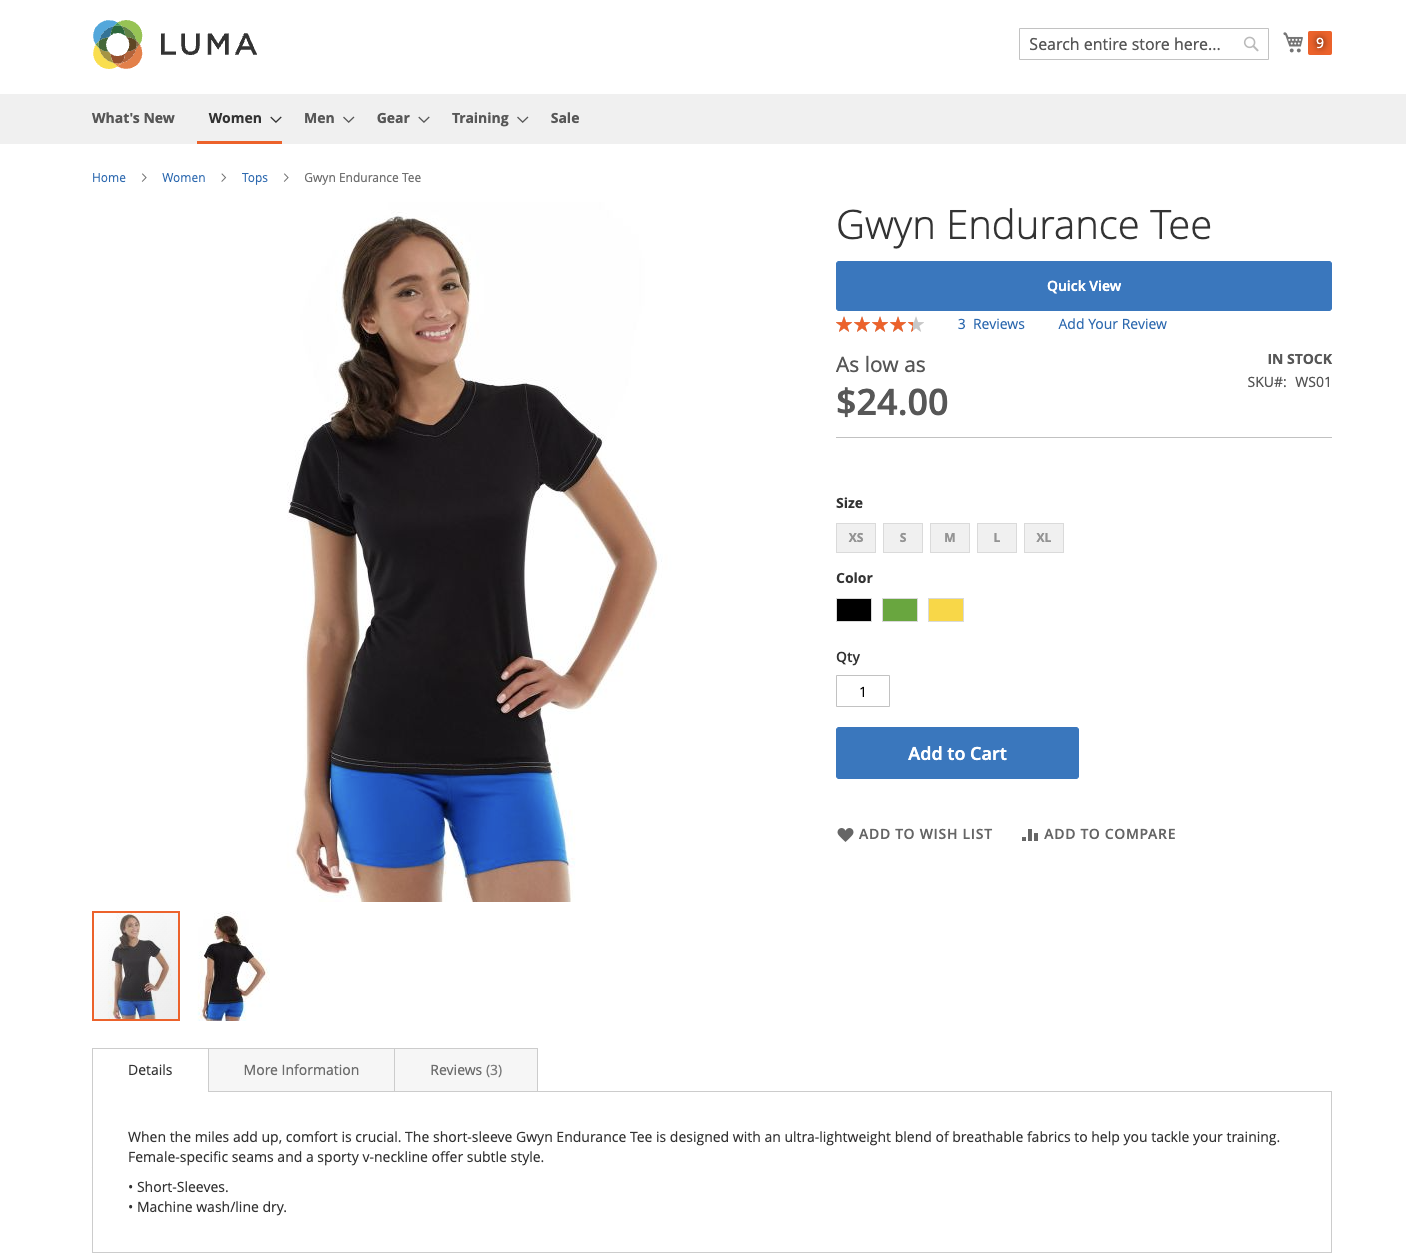 LUMA
Search entire store here...
9
What's New Women Men Gear Training Sale
Home Women Tops Gwyn Endurance Tee
Gwyn Endurance Tee
Quick View
3 Reviews Add Your Review
As low as
$24.00
IN STOCK
SKU#: WS01
Size
XS S M L XL
Color
Qty
1
Add to Cart
ADD TO WISH LIST ADD TO COMPARE
Details More Information Reviews (3)
When the miles add up, comfort is crucial. The short-sleeve Gwyn Endurance Tee is designed with an ultra-lightweight blend of breathable fabrics to help you tackle your training.
Female-specific seams and a sporty v-neckline offer subtle style.
• Short-Sleeves.
• Machine wash/line dry.